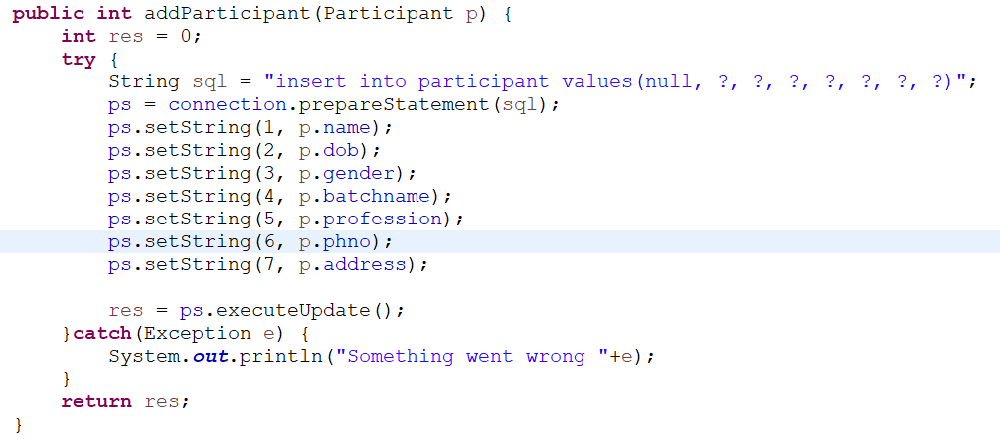 public int addParticipant(Participant p) {
    int res = 0;
    try {
        String sql = "insert into participant values(null, ?, ?, ?, ?, ?, ?, ?)";
        ps = connection.prepareStatement(sql);
        ps.setString(1, p.name);
        ps.setString(2, p.dob);
        ps.setString(3, p.gender);
        ps.setString(4, p.batchname);
        ps.setString(5, p.profession);
        ps.setString(6, p.phno);
        ps.setString(7, p.address);

        res = ps.executeUpdate();
    }catch(Exception e) {
        System.out.println("Something went wrong "+e);
    }
    return res;
}